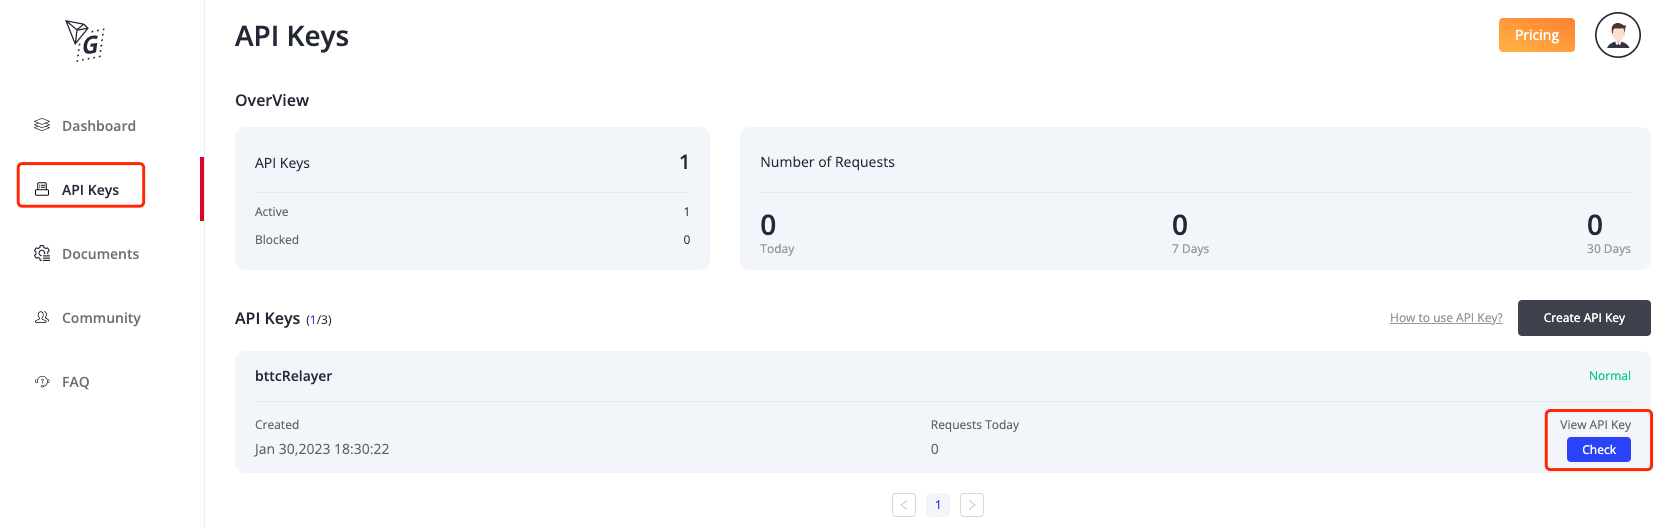 G
API Keys
Pricing
Dashboard
API Keys
Documents
Community
FAQ
OverView
API Keys 1
Active 1
Blocked 0
Number of Requests
0 0 0
Today 7 Days 30 Days
API Keys (1/3) How to use API Key? Create API Key
bttcRelayer Normal
Created Requests Today View API Key
Jan 30,2023 18:30:22 0 Check
< 1 >